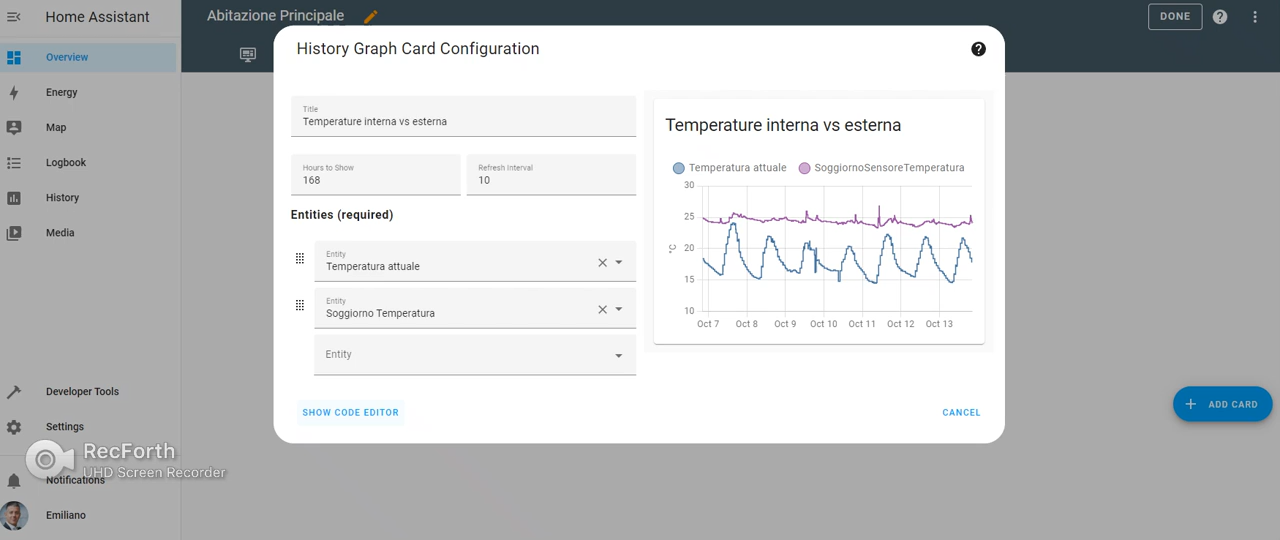 Home Assistant
Abitazione Principale
DONE
Overview
Energy
Map
Logbook
History
Media
Developer Tools
Settings
Notifications
Emiliano
RecForth
UHD Screen Recorder
History Graph Card Configuration
Title
Temperature interna vs esterna
Hours to Show
168
Refresh Interval
10
Entities (required)
Entity
Temperatura attuale
Entity
Soggiorno Temperatura
Entity
SHOW CODE EDITOR
CANCEL
Temperature interna vs esterna
Temperatura attuale SoggiornoSensoreTemperatura
°C
30
25
20
15
10
Oct 7 Oct 8 Oct 9 Oct 10 Oct 11 Oct 12 Oct 13
ADD CARD